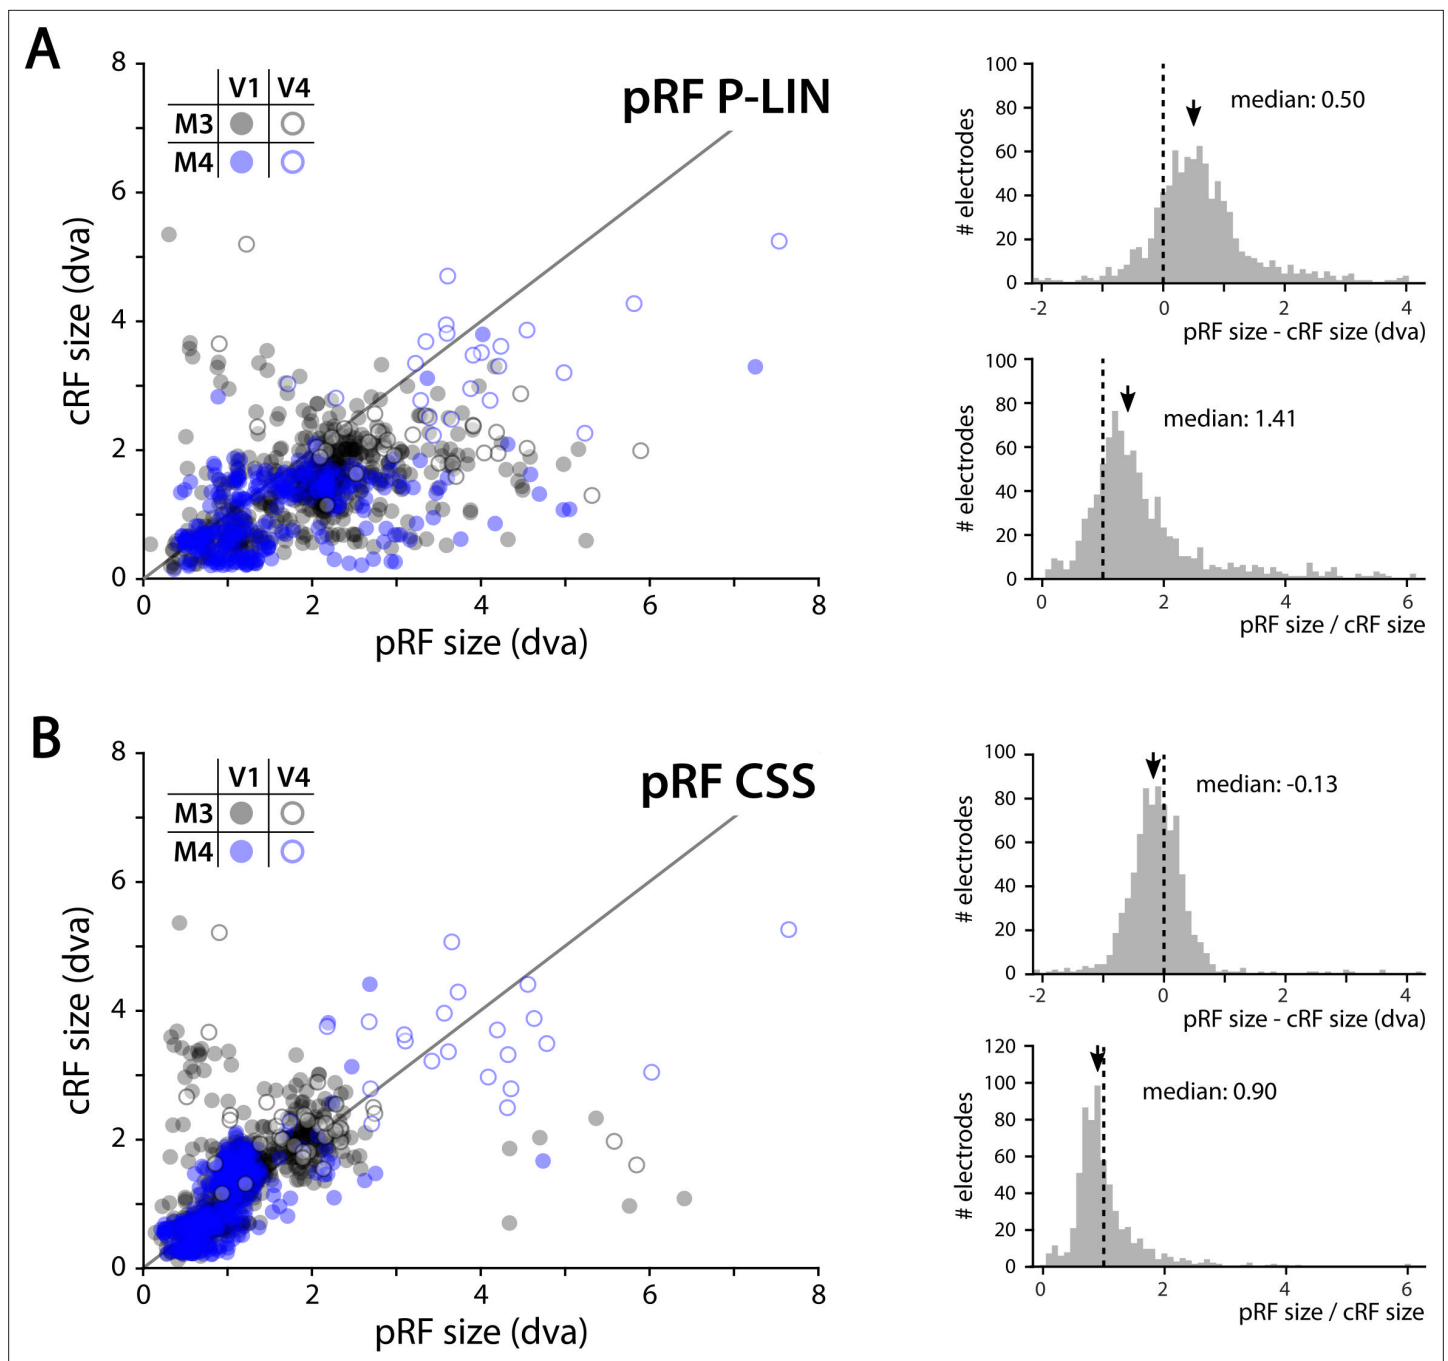 A
pRF P-LIN
V1 V4
M3
M4
8
6
4
2
0
cRF size (dva)
0 2 4 6 8
pRF size (dva)
100
80
60
40
20
0
# electrodes
median: 0.50
-2 0 2 4
pRF size - cRF size (dva)
100
80
60
40
20
0
# electrodes
median: 1.41
0 2 4 6
pRF size / cRF size
B
pRF CSS
V1 V4
M3
M4
8
6
4
2
0
cRF size (dva)
0 2 4 6 8
pRF size (dva)
100
80
60
40
20
0
# electrodes
median: -0.13
-2 0 2 4
pRF size - cRF size (dva)
120
100
80
60
40
20
0
# electrodes
median: 0.90
0 2 4 6
pRF size / cRF size